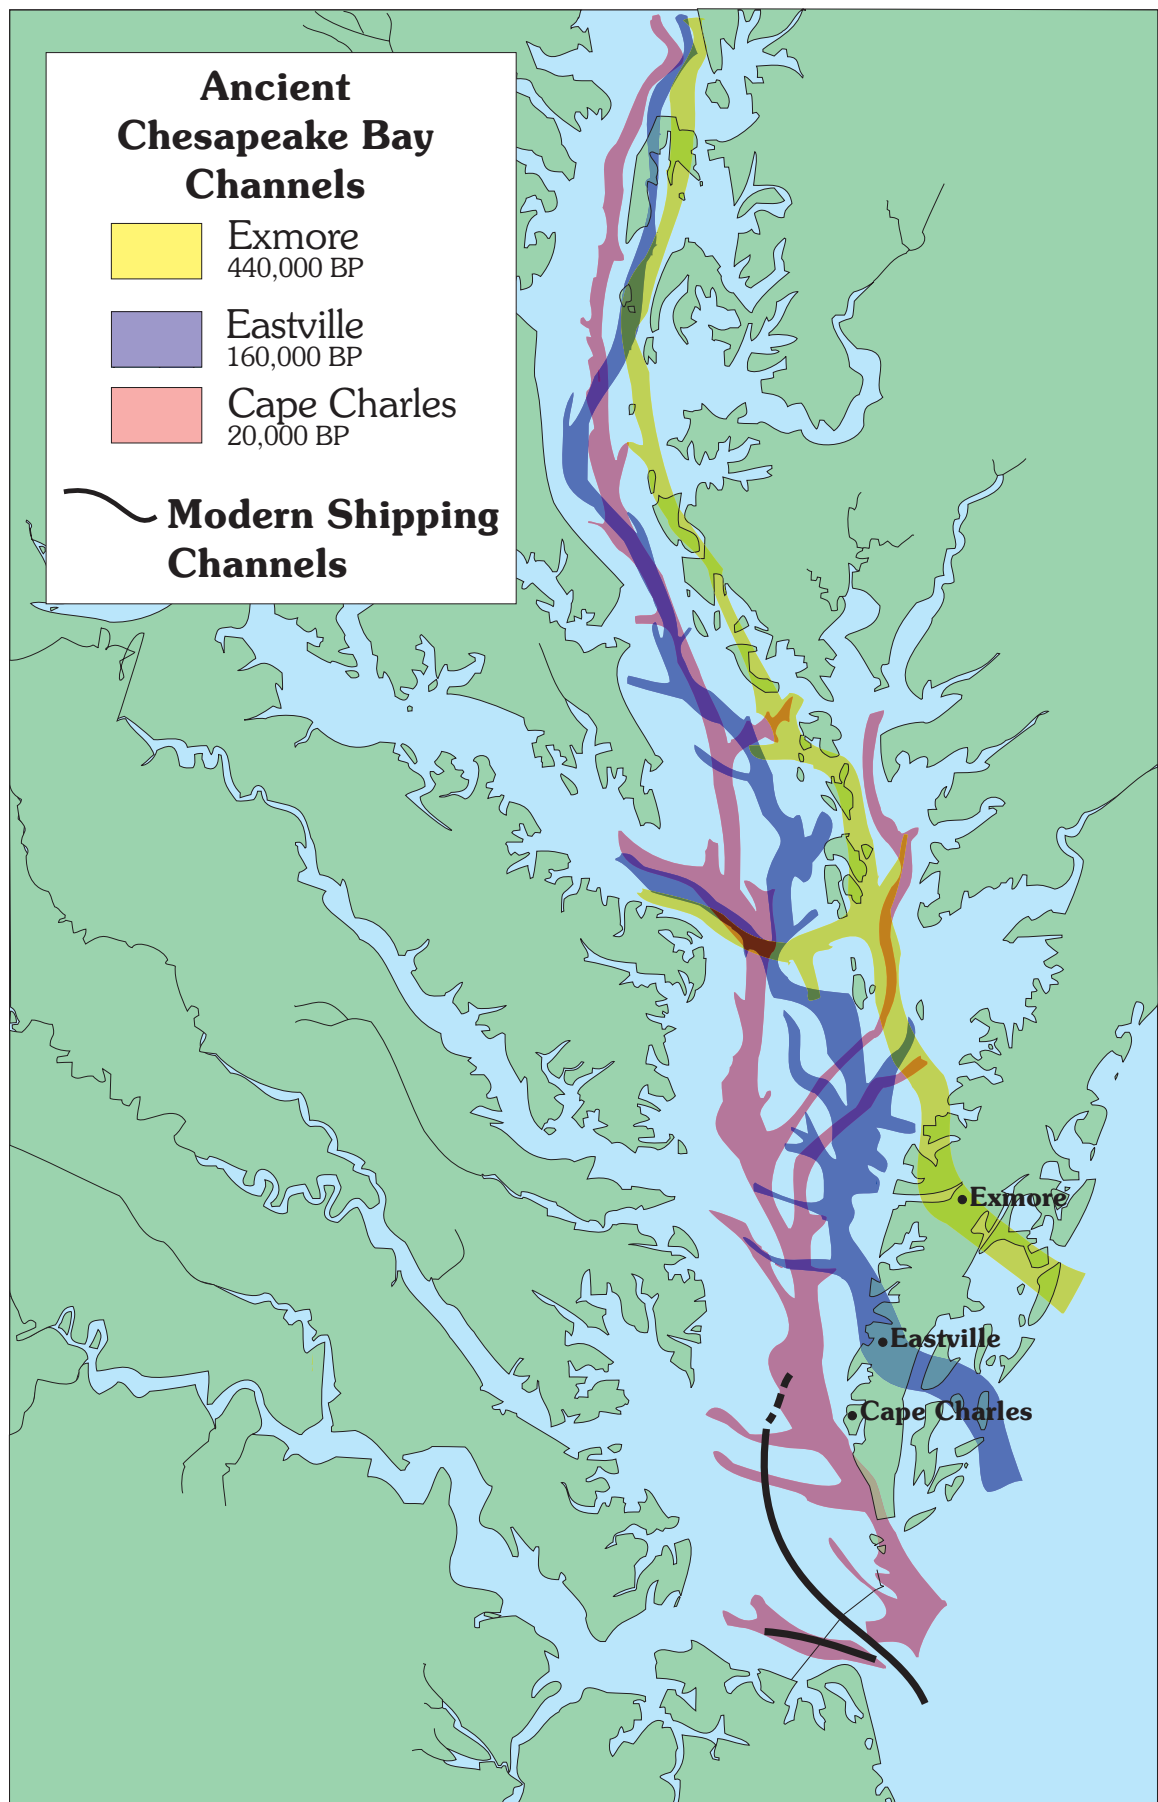 Ancient
Chesapeake Bay
Channels
Exmore
440,000 BP
Eastville
160,000 BP
Cape Charles
20,000 BP
Modern Shipping
Channels
Exmore
Eastville
Cape Charles